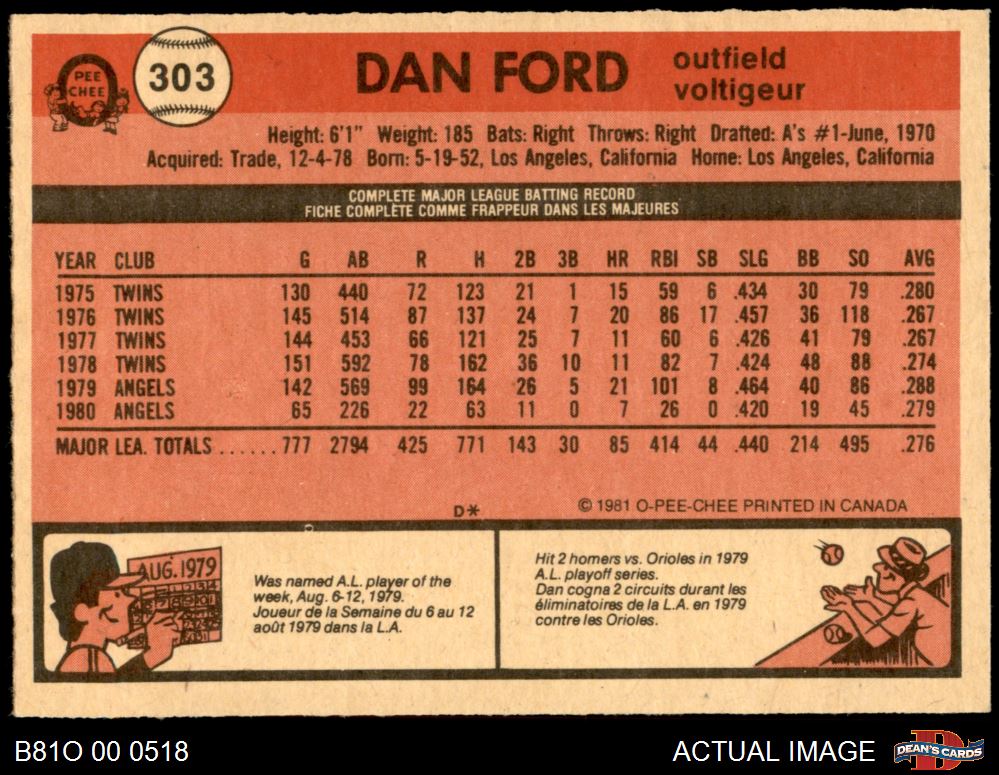 PEE CHEE
303
DAN FORD
outfield
voltigeur
Height: 6'1" Weight: 185 Bats: Right Throws: Right Drafted: A's #1-June, 1970
Acquired: Trade, 12-4-78 Born: 5-19-52, Los Angeles, California Home: Los Angeles, California
COMPLETE MAJOR LEAGUE BATTING RECORD
FICHE COMPLÈTE COMME FRAPPEUR DANS LES MAJEURES
YEAR CLUB G AB R H 2B 3B HR RBI SB SLG BB SO AVG
1975 TWINS 130 440 72 123 21 1 15 59 6 .434 30 79 .280
1976 TWINS 145 514 87 137 24 7 20 86 17 .457 36 118 .267
1977 TWINS 144 453 66 121 25 7 11 60 6 .426 41 79 .267
1978 TWINS 151 592 78 162 36 10 11 82 7 .424 48 88 .274
1979 ANGELS 142 569 99 164 26 5 21 101 8 .464 40 86 .288
1980 ANGELS 65 226 22 63 11 0 7 26 0 .420 19 45 .279
MAJOR LEA. TOTALS ...... 777 2794 425 771 143 30 85 414 44 .440 214 495 .276
D* © 1981 O-PEE-CHEE PRINTED IN CANADA
AUG. 1979
Was named A.L. player of the
week, Aug. 6-12, 1979.
Joueur de la Semaine du 6 au 12
août 1979 dans la L.A.
Hit 2 homers vs. Orioles in 1979
A.L. playoff series.
Dan cogna 2 circuits durant les
éliminatoires de la L.A. en 1979
contre les Orioles.
B81O 00 0518
ACTUAL IMAGE
DEAN'S CARDS